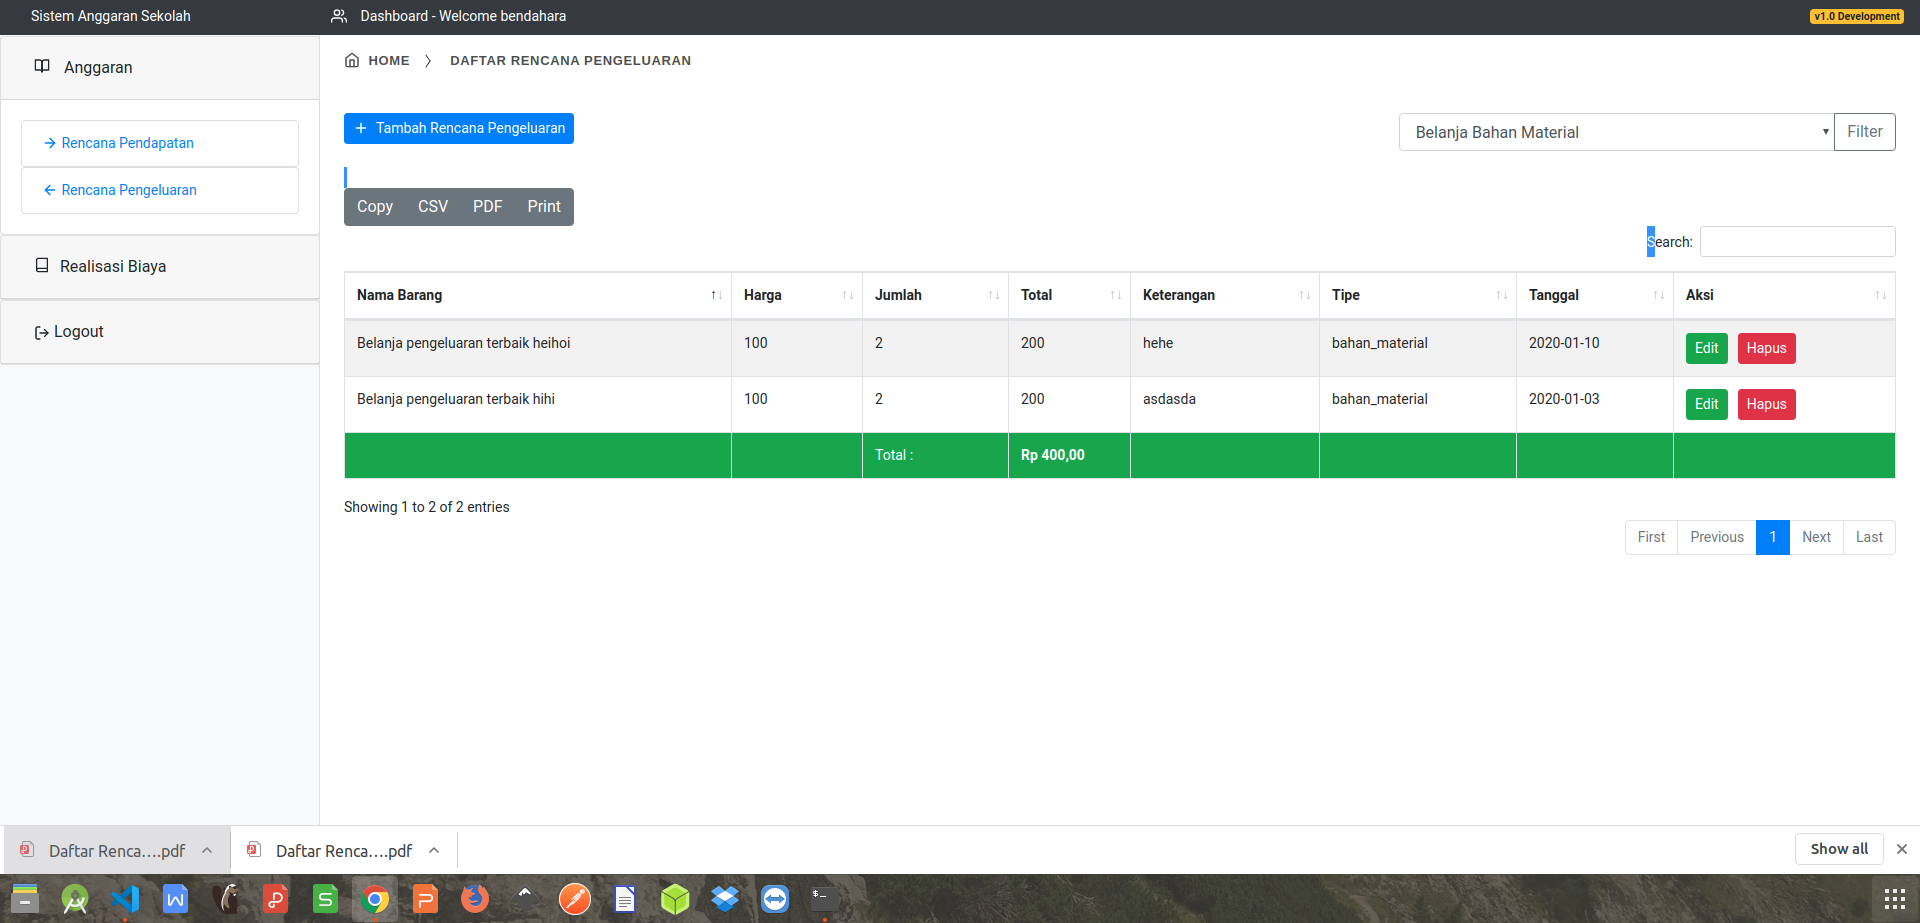 Sistem Anggaran Sekolah
Dashboard - Welcome bendahara
v1.0 Development
Anggaran
Rencana Pendapatan
Rencana Pengeluaran
Realisasi Biaya
Logout
HOME
DAFTAR RENCANA PENGELUARAN
Tambah Rencana Pengeluaran
Belanja Bahan Material
Filter
Copy CSV PDF Print
Search:
Nama Barang Harga Jumlah Total Keterangan Tipe Tanggal Aksi
Belanja pengeluaran terbaik heihoi 100 2 200 hehe bahan_material 2020-01-10 Edit Hapus
Belanja pengeluaran terbaik hihi 100 2 200 asdasda bahan_material 2020-01-03 Edit Hapus
Total : Rp 400,00
Showing 1 to 2 of 2 entries
First Previous 1 Next Last
Daftar Renca....pdf
Daftar Renca....pdf
Show all